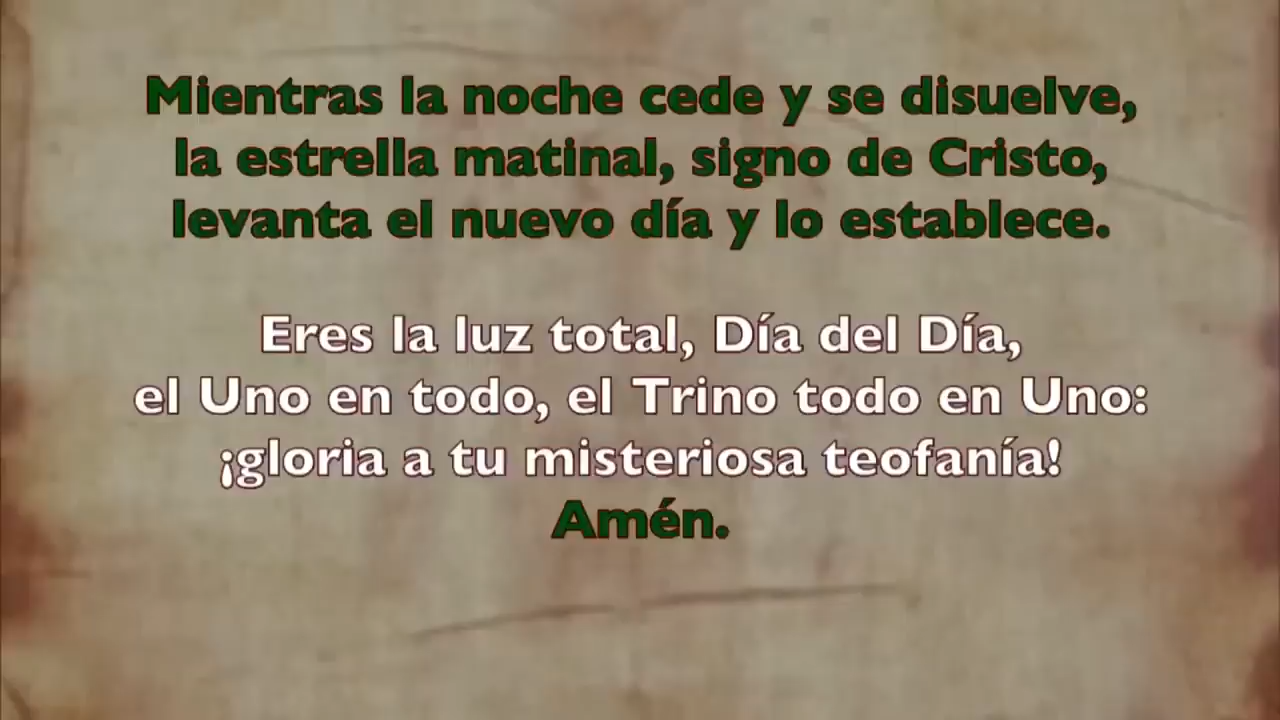 Mientras la noche cede y se disuelve,
la estrella matinal, signo de Cristo,
levanta el nuevo día y lo establece.
Eres la luz total, Día del Día,
el Uno en todo, el Trino todo en Uno:
¡gloria a tu misteriosa teofanía!
Amén.